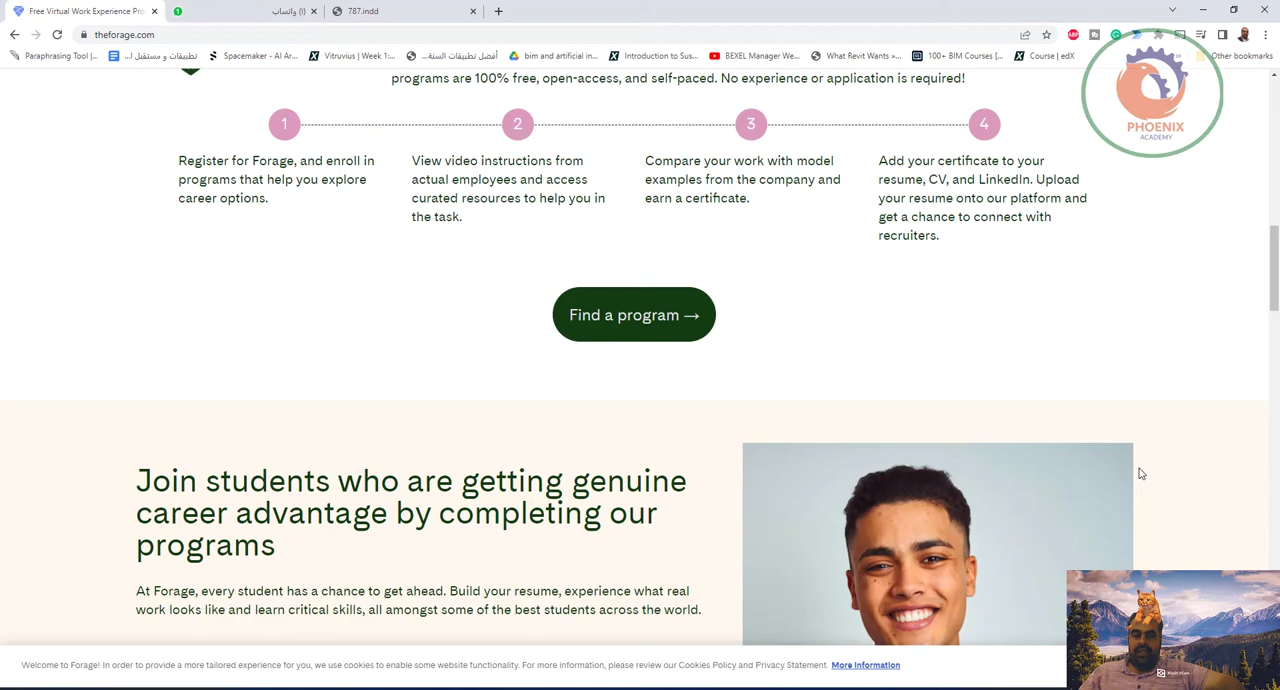 Free Virtual Work Experience Pro
(1) واتساب
787.indd
theforage.com
Paraphrasing Tool |...
تطبيقات و مستقبل ا...
Spacemaker - AI Ar...
Vitruvius | Week 1:...
أفضل تطبيقات السنة...
bim and artificial in...
Introduction to Sus...
BEXEL Manager We...
What Revit Wants »...
100+ BIM Courses [...
Course | edX
Other bookmarks
PHOENIX
ACADEMY
programs are 100% free, open-access, and self-paced. No experience or application is required!
1
2
3
4
Register for Forage, and enroll in
programs that help you explore
career options.
View video instructions from
actual employees and access
curated resources to help you in
the task.
Compare your work with model
examples from the company and
earn a certificate.
Add your certificate to your
resume, CV, and LinkedIn. Upload
your resume onto our platform and
get a chance to connect with
recruiters.
Find a program →
Join students who are getting genuine
career advantage by completing our
programs
At Forage, every student has a chance to get ahead. Build your resume, experience what real
work looks like and learn critical skills, all amongst some of the best students across the world.
Welcome to Forage! In order to provide a more tailored experience for you, we use cookies to enable some website functionality. For more information, please review our Cookies Policy and Privacy Statement. More Information
XSplit VCam